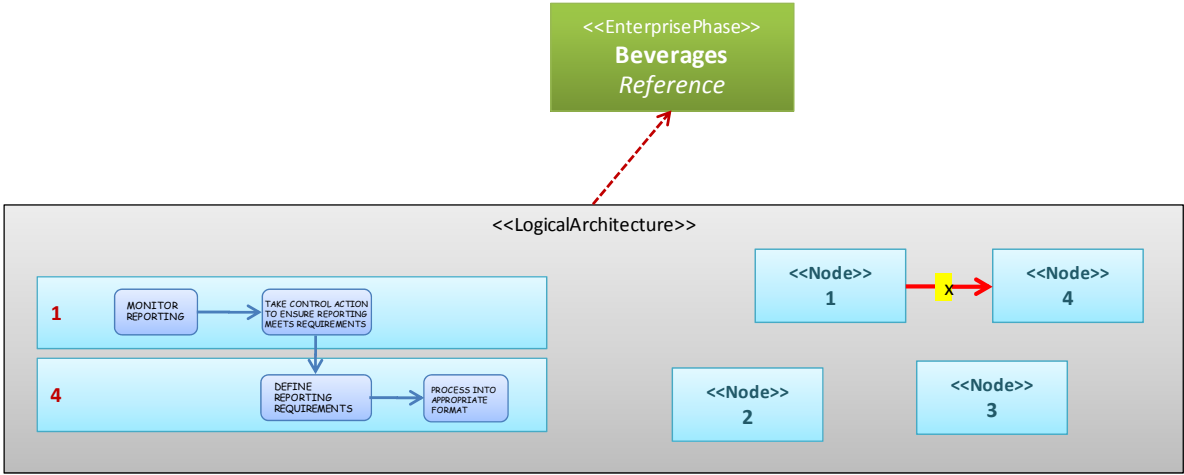 <<EnterprisePhase>>
Beverages
Reference
<<LogicalArchitecture>>
1
MONITOR
REPORTING
TAKE CONTROL ACTION
TO ENSURE REPORTING
MEETS REQUIREMENTS
4
DEFINE
REPORTING
REQUIREMENTS
PROCESS INTO
APPROPRIATE
FORMAT
<<Node>>
1
x
<<Node>>
4
<<Node>>
2
<<Node>>
3